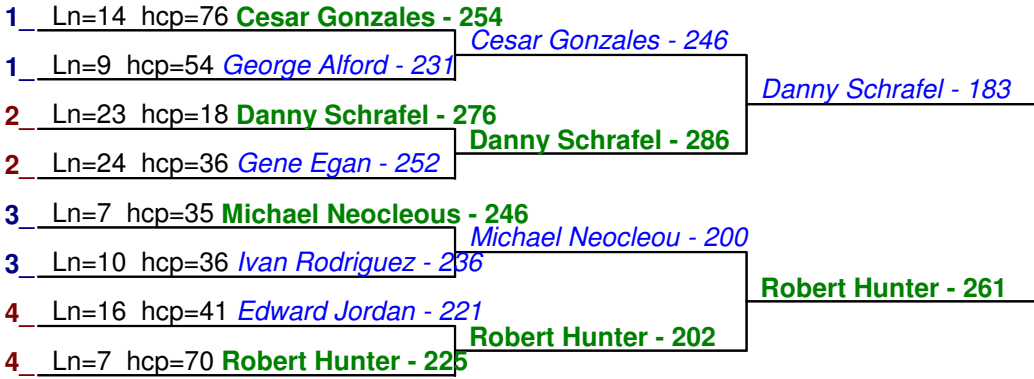 1_ Ln=14 hcp=76 Cesar Gonzales - 254
Cesar Gonzales - 246
1_ Ln=9 hcp=54 George Alford - 231
Danny Schrafel - 183
2_ Ln=23 hcp=18 Danny Schrafel - 276
Danny Schrafel - 286
2_ Ln=24 hcp=36 Gene Egan - 252
3_ Ln=7 hcp=35 Michael Neocleous - 246
Michael Neocleou - 200
3_ Ln=10 hcp=36 Ivan Rodriguez - 236
Robert Hunter - 261
4_ Ln=16 hcp=41 Edward Jordan - 221
Robert Hunter - 202
4_ Ln=7 hcp=70 Robert Hunter - 225